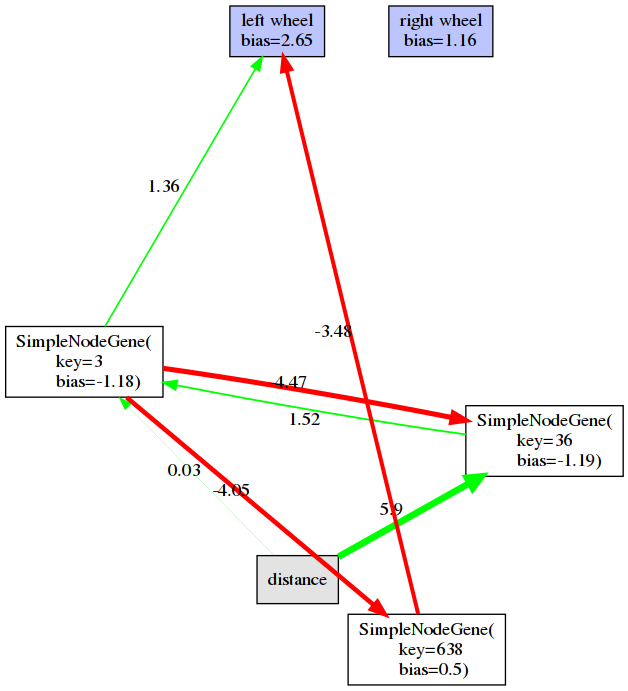 left wheel
bias=2.65
right wheel
bias=1.16
1.36
-3.48
SimpleNodeGene(
key=3
bias=-1.18)
-4.47
1.52
SimpleNodeGene(
key=36
bias=-1.19)
0.03
-4.05
5.9
distance
SimpleNodeGene(
key=638
bias=0.5)